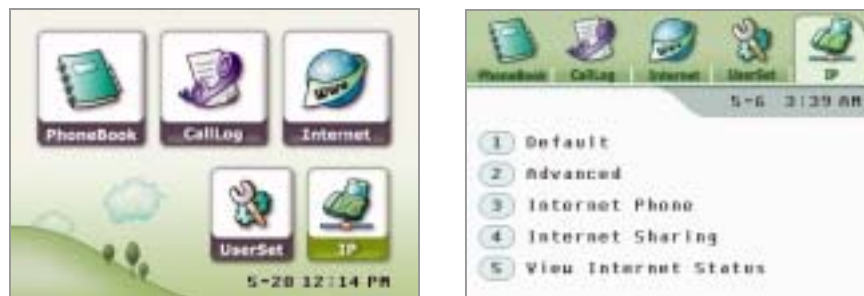 PhoneBook CallLog Internet
UserSet IP
5-20 12:14 PM
PhoneBook CallLog Internet UserSet IP
5-6 3:39 AM
1 Default
2 Advanced
3 Internet Phone
4 Internet Sharing
5 View Internet Status